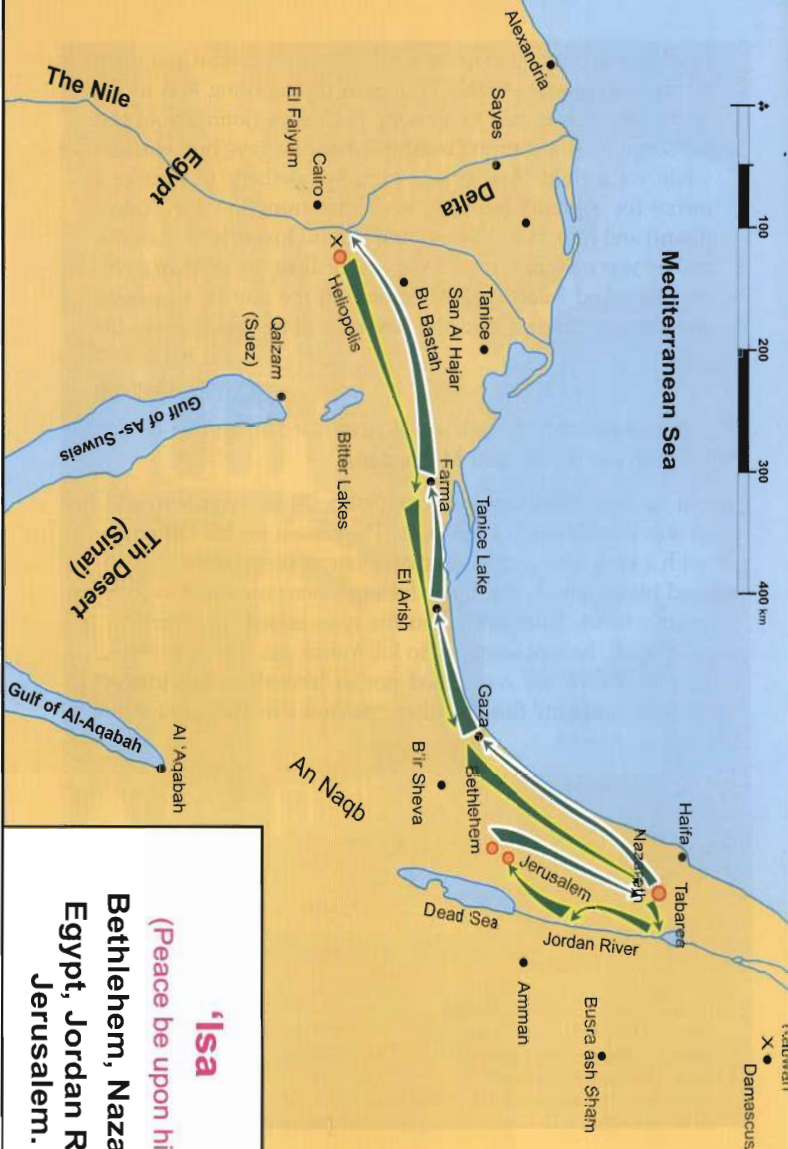 Mediterranean Sea
100
200
300
400 km
Alexandria
Sayes
Delta
The Nile
Egypt
El Faiyum
Cairo
Heliopolis
Tanice
San Al Hajar
Bu Bastah
Qalzam
(Suez)
Gulf of As-Suweis
Bitter Lakes
Farma
Tanice Lake
El Arish
Tih Desert
(Sinai)
Gulf of Al-Aqabah
Al 'Aqabah
An Naqb
Gaza
B'ir Sheva
Bethlehem
Jerusalem
Dead Sea
Haifa
Nazareth
Tabarea
Jordan River
Amman
Busra ash Sham
Damascus
'Isa
(Peace be upon hi
Bethlehem, Naza
Egypt, Jordan R
Jerusalem.